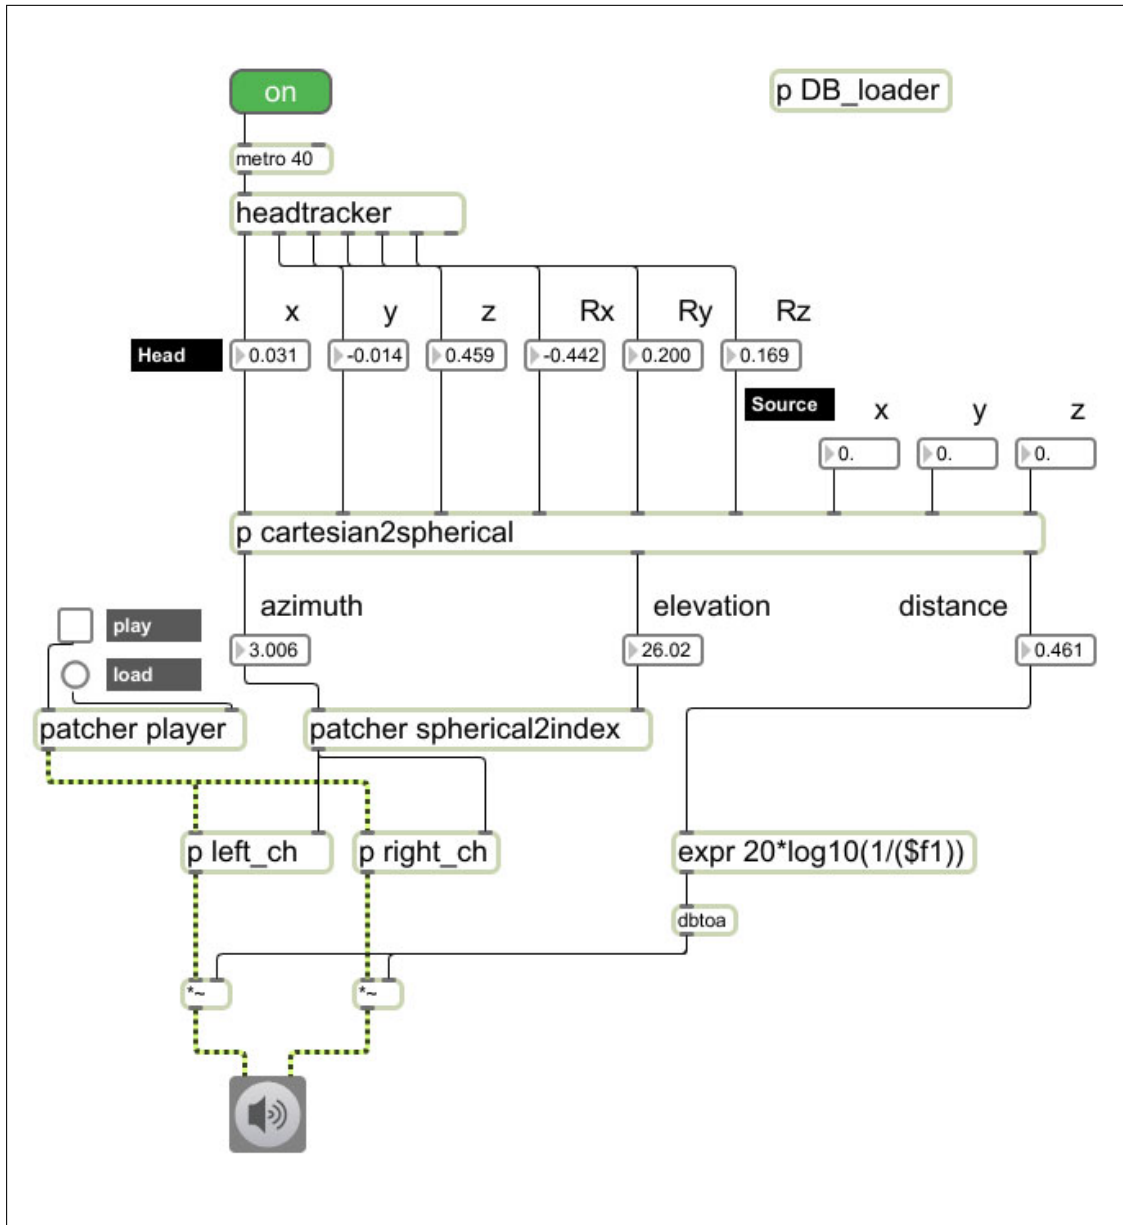 on
p DB_loader
metro 40
headtracker
x y z Rx Ry Rz
Head 0.031 -0.014 0.459 -0.442 0.200 0.169
Source x y z
0. 0. 0.
p cartesian2spherical
azimuth elevation distance
play
3.006 26.02 0.461
load
patcher player patcher spherical2index
p left_ch p right_ch expr 20*log10(1/($f1))
dbtoa
*~ *~